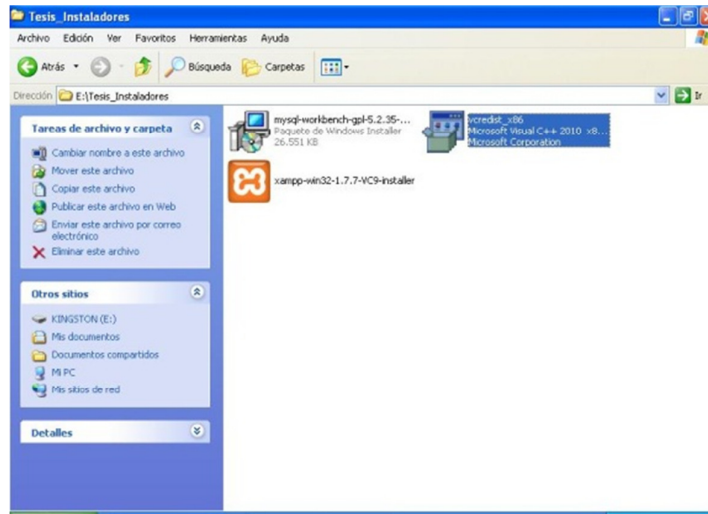 Tesis_Instaladores
Archivo Edición Ver Favoritos Herramientas Ayuda
Atrás Búsqueda Carpetas
Dirección E:\Tesis_Instaladores Ir
Tareas de archivo y carpeta
Cambiar nombre a este archivo
Mover este archivo
Copiar este archivo
Publicar este archivo en Web
Enviar este archivo por correo
electrónico
Eliminar este archivo
Otros sitios
KINGSTON (E:)
Mis documentos
Documentos compartidos
Mi PC
Mis sitios de red
Detalles
mysql-workbench-gpl-5.2.35-...
Paquete de Windows Installer
26.551 KB
vcredist_x86
Microsoft Visual C++ 2010 x8...
Microsoft Corporation
xampp-win32-1.7.7-VC9-installer